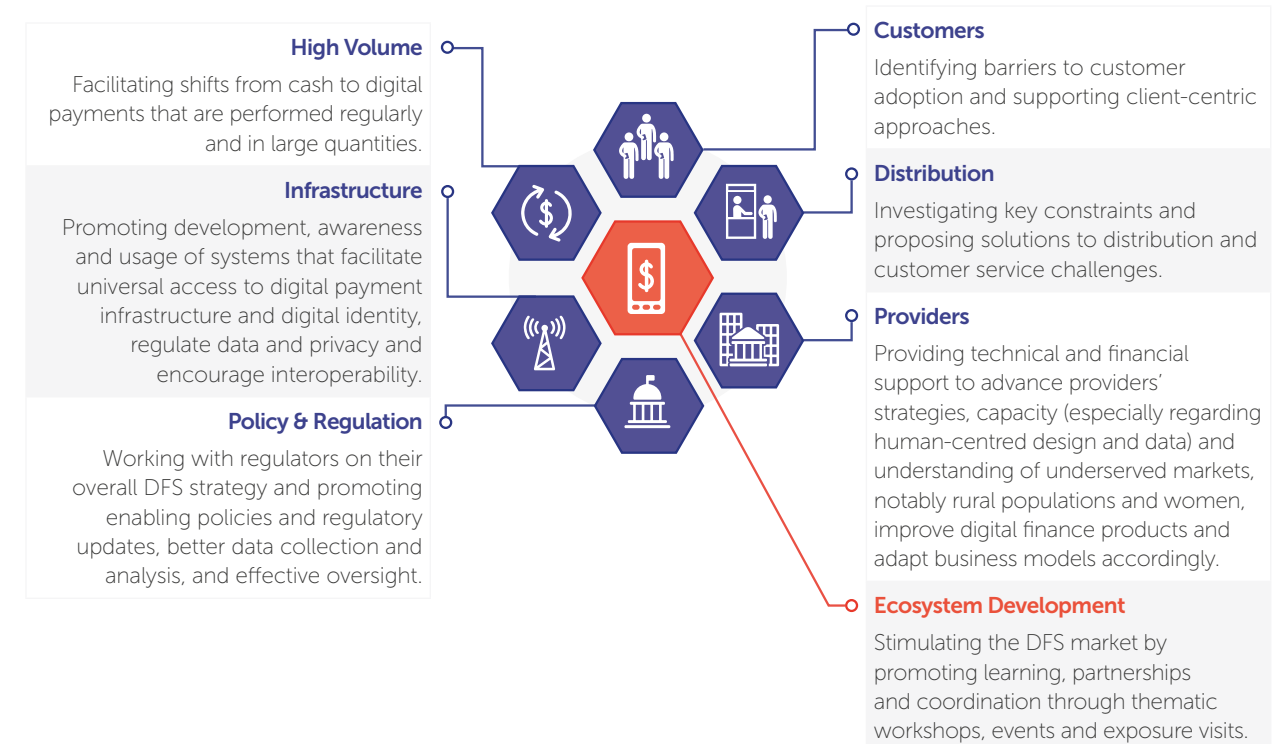 High Volume
Facilitating shifts from cash to digital
payments that are performed regularly
and in large quantities.
Infrastructure
Promoting development, awareness
and usage of systems that facilitate
universal access to digital payment
infrastructure and digital identity,
regulate data and privacy and
encourage interoperability.
Policy & Regulation
Working with regulators on their
overall DFS strategy and promoting
enabling policies and regulatory
updates, better data collection and
analysis, and effective oversight.
$
$
Customers
Identifying barriers to customer
adoption and supporting client-centric
approaches.
Distribution
Investigating key constraints and
proposing solutions to distribution and
customer service challenges.
Providers
Providing technical and financial
support to advance providers’
strategies, capacity (especially regarding
human-centred design and data) and
understanding of underserved markets,
notably rural populations and women,
improve digital finance products and
adapt business models accordingly.
Ecosystem Development
Stimulating the DFS market by
promoting learning, partnerships
and coordination through thematic
workshops, events and exposure visits.